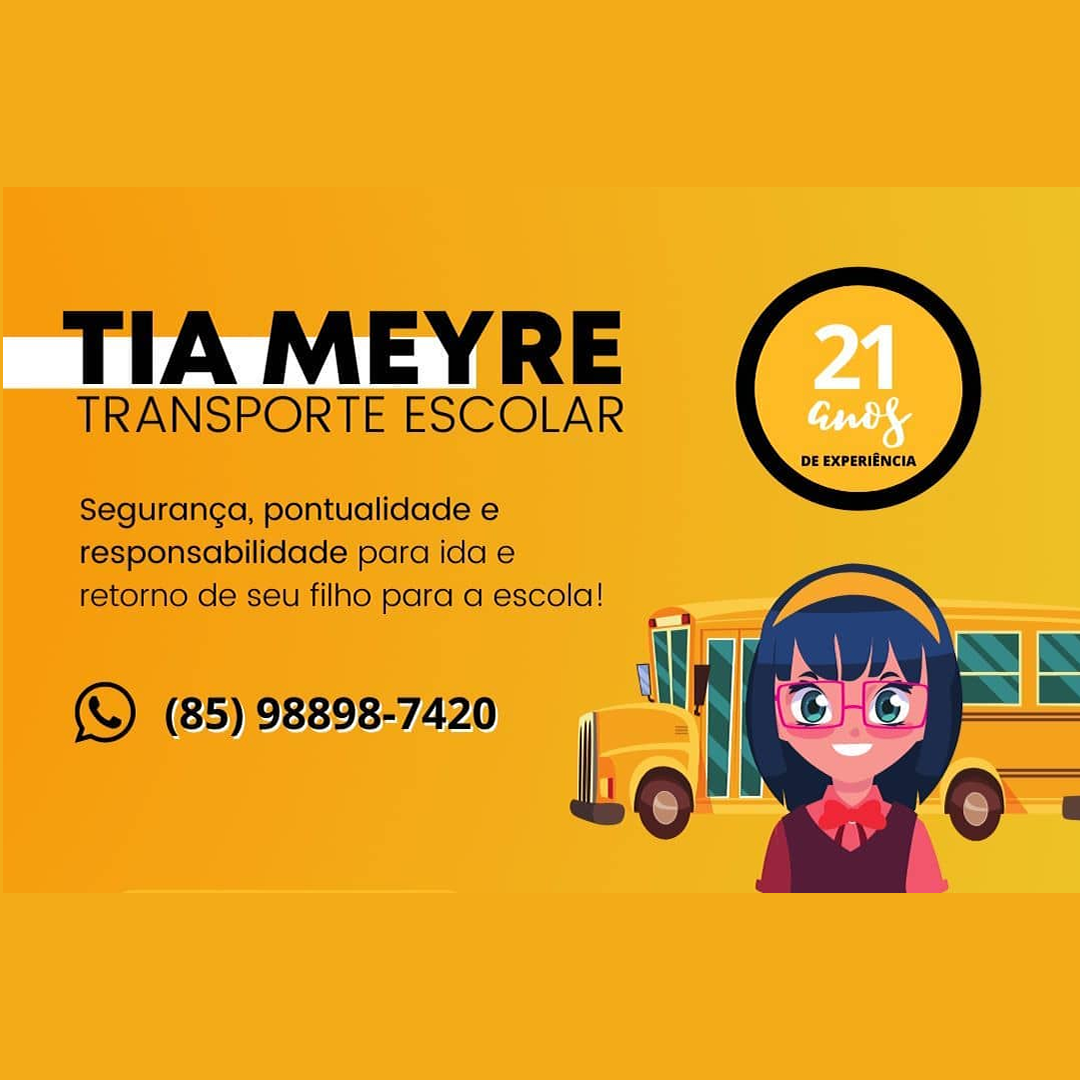 TIA MEYRE
TRANSPORTE ESCOLAR
21
anos
DE EXPERIÊNCIA
Segurança, pontualidade e
responsabilidade para ida e
retorno de seu filho para a escola!
(85) 98898-7420